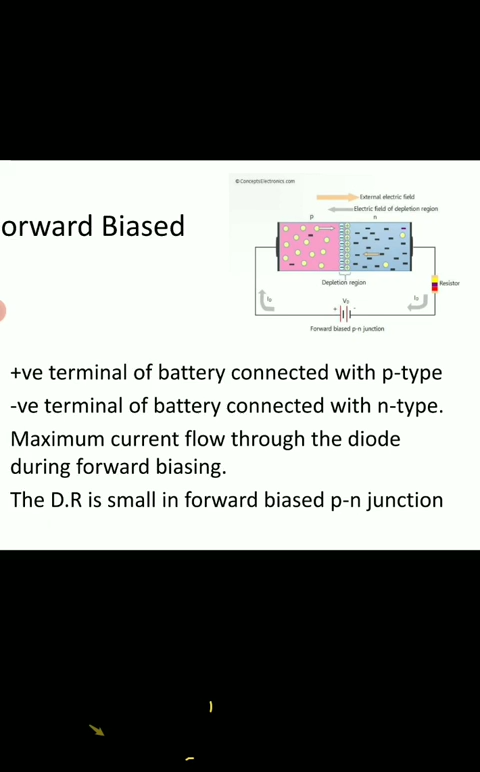 © ConceptsElectronics.com
External electric field
Electric field of depletion region
orward Biased
p
n
Depletion region
Resistor
+
-
Forward biased p-n junction
+ve terminal of battery connected with p-type
-ve terminal of battery connected with n-type.
Maximum current flow through the diode
during forward biasing.
The D.R is small in forward biased p-n junction